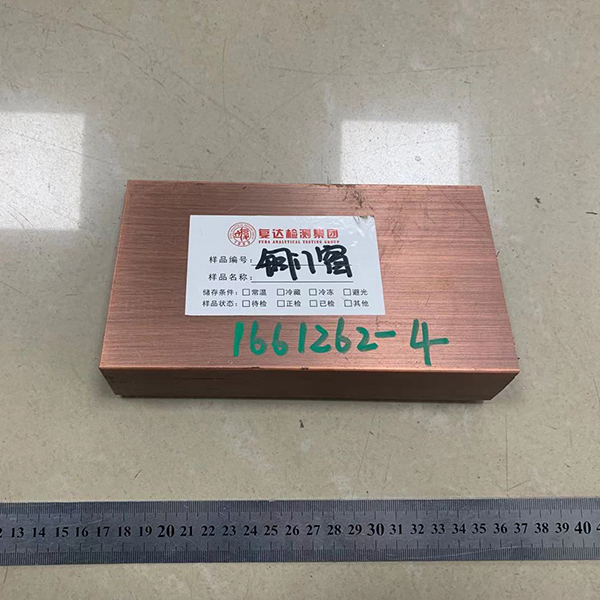 复达检测集团
FUDA ANALYTICAL TESTING GROUP
样品编号:
样品名称: 铜门窗
储存条件: □常温 □冷藏 □冷冻 □避光
样品状态: □待检 □正检 □已检 □其他
1661262-4
13 14 15 16 17 18 19 20 21 22 23 24 25 26 27 28 29 30 31 32 33 34 35 36 37 38 39 40